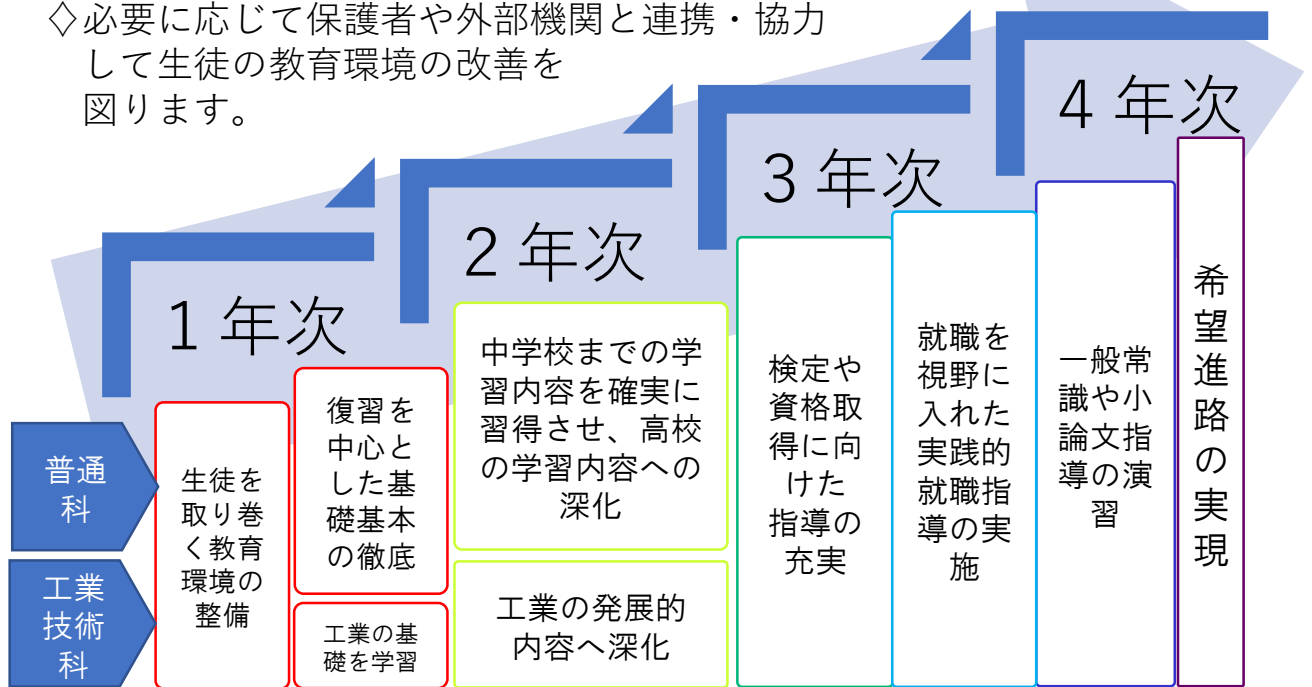 ◇必要に応じて保護者や外部機関と連携・協力
して生徒の教育環境の改善を
図ります。
１年次
２年次
３年次
４年次
普通
科
工業
技術
科
生徒を
取り巻
く教育
環境の
整備
復習を
中心と
した基
礎基本
の徹底
工業の基
礎を学習
中学校までの学
習内容を確実に
習得させ、高校
の学習内容への
深化
工業の発展的
内容へ深化
検定や
資格取
得に向
けた
指導の
充実
就職を
視野に
入れた
実践的
就職指
導の実
施
一般常
識や小
論文指
導の演
習
希望進路の実現